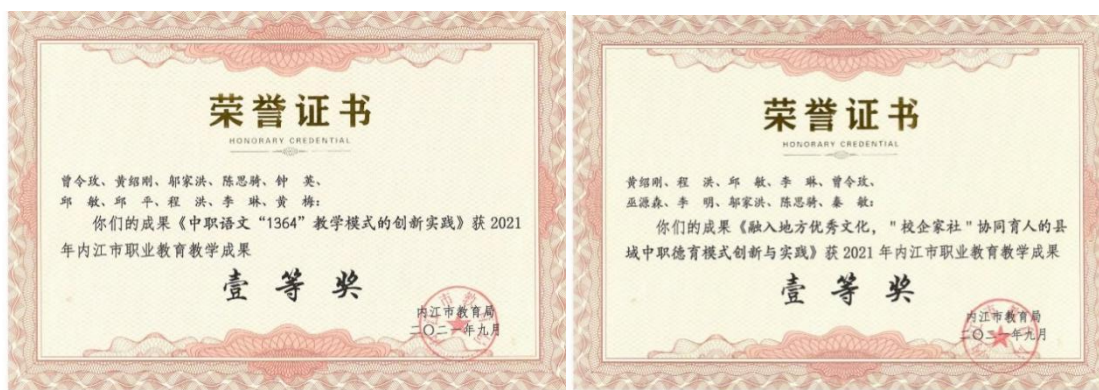 荣誉证书
HONORARY CREDENTIAL
曾令玫、黄绍刚、邬家洪、陈思骑、钟 英、
邱 敏、邱 平、程 洪、李 琳、黄 梅:
你们的成果《中职语文“1364”教学模式的创新实践》获 2021
年内江市职业教育教学成果
壹等奖
内江市教育局
二〇二一年九月
荣誉证书
HONORARY CREDENTIAL
黄绍刚、程 洪、邱 敏、李 琳、曾令玫、
巫源森、李 明、邬家洪、陈思骑、秦 敏:
你们的成果《融入地方优秀文化,"校企家社"协同育人的县
域中职德育模式创新与实践》获 2021 年内江市职业教育教学成果
壹等奖
内江市教育局
二〇二一年九月